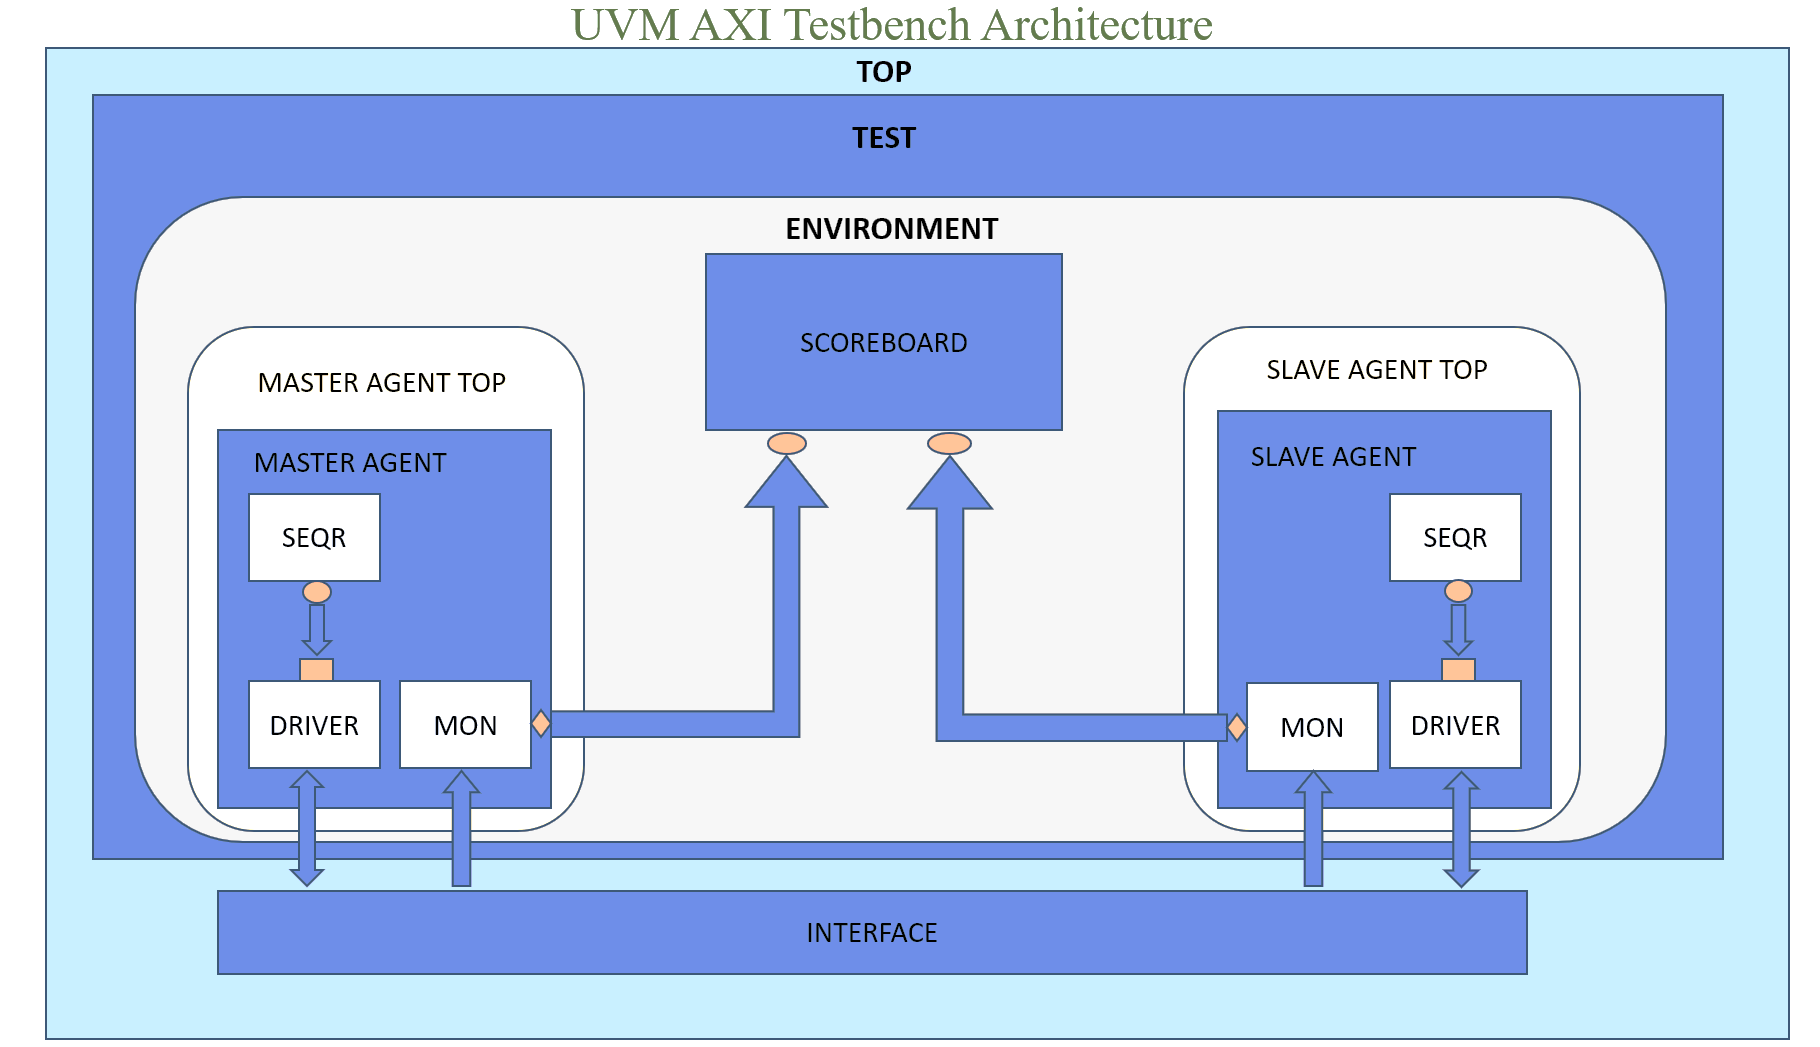 UVM AXI Testbench Architecture
TOP
TEST
ENVIRONMENT
SCOREBOARD
MASTER AGENT TOP
MASTER AGENT
SEQR
DRIVER
MON
SLAVE AGENT TOP
SLAVE AGENT
SEQR
MON
DRIVER
INTERFACE